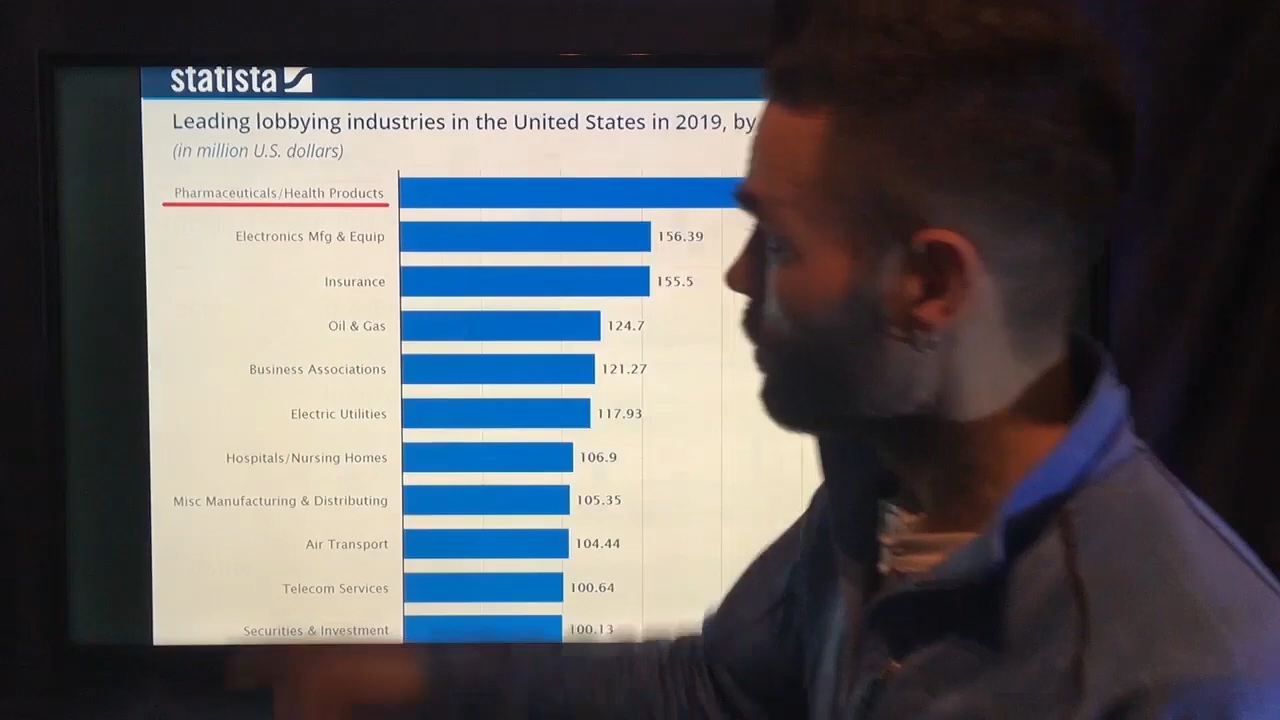 statista
Leading lobbying industries in the United States in 2019, by
(in million U.S. dollars)
Pharmaceuticals/Health Products
Electronics Mfg & Equip 156.39
Insurance 155.5
Oil & Gas 124.7
Business Associations 121.27
Electric Utilities 117.93
Hospitals/Nursing Homes 106.9
Misc Manufacturing & Distributing 105.35
Air Transport 104.44
Telecom Services 100.64
Securities & Investment 100.13